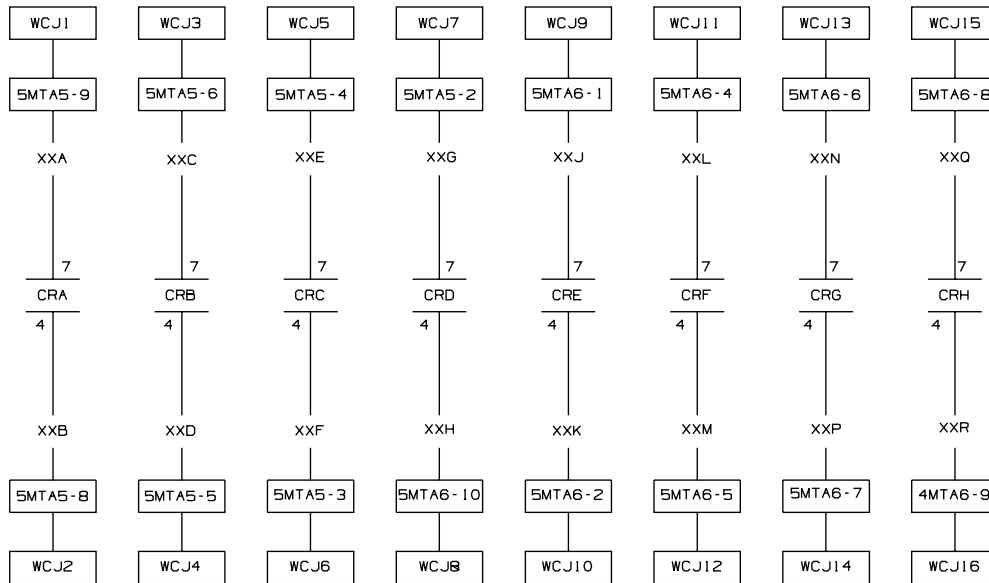 WCJ1 WCJ3 WCJ5 WCJ7 WCJ9 WCJ11 WCJ13 WCJ15
5MTA5-9 5MTA5-6 5MTA5-4 5MTA5-2 5MTA6-1 5MTA6-4 5MTA6-6 5MTA6-8
XXA XXC XXE XXG XXJ XXL XXN XXQ
7 7 7 7 7 7 7 7
CRA CRB CRC CRD CRE CRF CRG CRH
4 4 4 4 4 4 4 4
XXB XXD XXF XXH XXK XXM XXP XXR
5MTA5-8 5MTA5-5 5MTA5-3 5MTA6-10 5MTA6-2 5MTA6-5 5MTA6-7 4MTA6-9
WCJ2 WCJ4 WCJ6 WCJ8 WCJ10 WCJ12 WCJ14 WCJ16